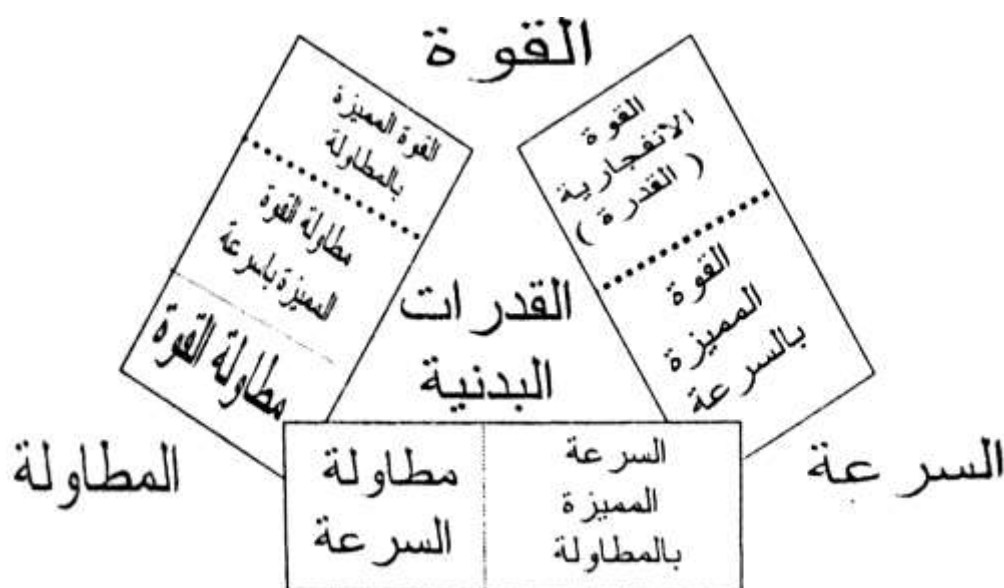 القوة
القوة
الانفجارية
( القدرة )
القوة
المميزة
بالسرعة
القوة المميزة
بالمطاولة
مطاولة القوة
المميزة باسرعة
مطاولة القوة
القدرات
البدنية
السرعة
المطاولة
السرعة
المميزة
بالمطاولة
مطاولة
السرعة